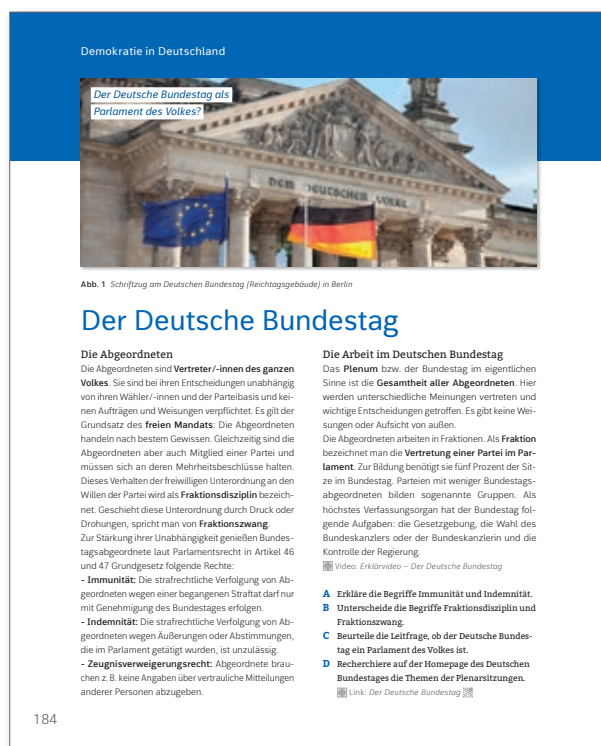 Demokratie in Deutschland
Der Deutsche Bundestag als
Parlament des Volkes?
DEM DEUTSCHEN VOLKE
Abb. 1 Schriftzug am Deutschen Bundestag (Reichtagsgebäude) in Berlin
Der Deutsche Bundestag
Die Abgeordneten
Die Abgeordneten sind Vertreter/-innen des ganzen
Volkes. Sie sind bei ihren Entscheidungen unabhängig
von ihren Wähler/-innen und der Parteibasis und kei-
nen Aufträgen und Weisungen verpflichtet. Es gilt der
Grundsatz des freien Mandats: Die Abgeordneten
handeln nach bestem Gewissen. Gleichzeitig sind die
Abgeordneten aber auch Mitglied einer Partei und
müssen sich an deren Mehrheitsbeschlüsse halten.
Dieses Verhalten der freiwilligen Unterordnung an den
Willen der Partei wird als Fraktionsdisziplin bezeich-
net. Geschieht diese Unterordnung durch Druck oder
Drohungen, spricht man von Fraktionszwang.
Zur Stärkung ihrer Unabhängigkeit genießen Bundes-
tagsabgeordnete laut Parlamentsrecht in Artikel 46
und 47 Grundgesetz folgende Rechte:
- Immunität: Die strafrechtliche Verfolgung von Ab-
geordneten wegen einer begangenen Straftat darf nur
mit Genehmigung des Bundestages erfolgen.
- Indemnität: Die strafrechtliche Verfolgung von Ab-
geordneten wegen Äußerungen oder Abstimmungen,
die im Parlament getätigt wurden, ist unzulässig.
- Zeugnisverweigerungsrecht: Abgeordnete brau-
chen z. B. keine Angaben über vertrauliche Mitteilungen
anderer Personen abzugeben.
Die Arbeit im Deutschen Bundestag
Das Plenum bzw. der Bundestag im eigentlichen
Sinne ist die Gesamtheit aller Abgeordneten. Hier
werden unterschiedliche Meinungen vertreten und
wichtige Entscheidungen getroffen. Es gibt keine Wei-
sungen oder Aufsicht von außen.
Die Abgeordneten arbeiten in Fraktionen. Als Fraktion
bezeichnet man die Vertretung einer Partei im Par-
lament. Zur Bildung benötigt sie fünf Prozent der Sit-
ze im Bundestag. Parteien mit weniger Bundestags-
abgeordneten bilden sogenannte Gruppen. Als
höchstes Verfassungsorgan hat der Bundestag fol-
gende Aufgaben: die Gesetzgebung, die Wahl des
Bundeskanzlers oder der Bundeskanzlerin und die
Kontrolle der Regierung.
Video: Erklärvideo – Der Deutsche Bundestag
A Erkläre die Begriffe Immunität und Indemnität.
B Unterscheide die Begriffe Fraktionsdisziplin und
Fraktionszwang.
C Beurteile die Leitfrage, ob der Deutsche Bundes-
tag ein Parlament des Volkes ist.
D Recherchiere auf der Homepage des Deutschen
Bundestages die Themen der Plenarsitzungen.
Link: Der Deutsche Bundestag
184